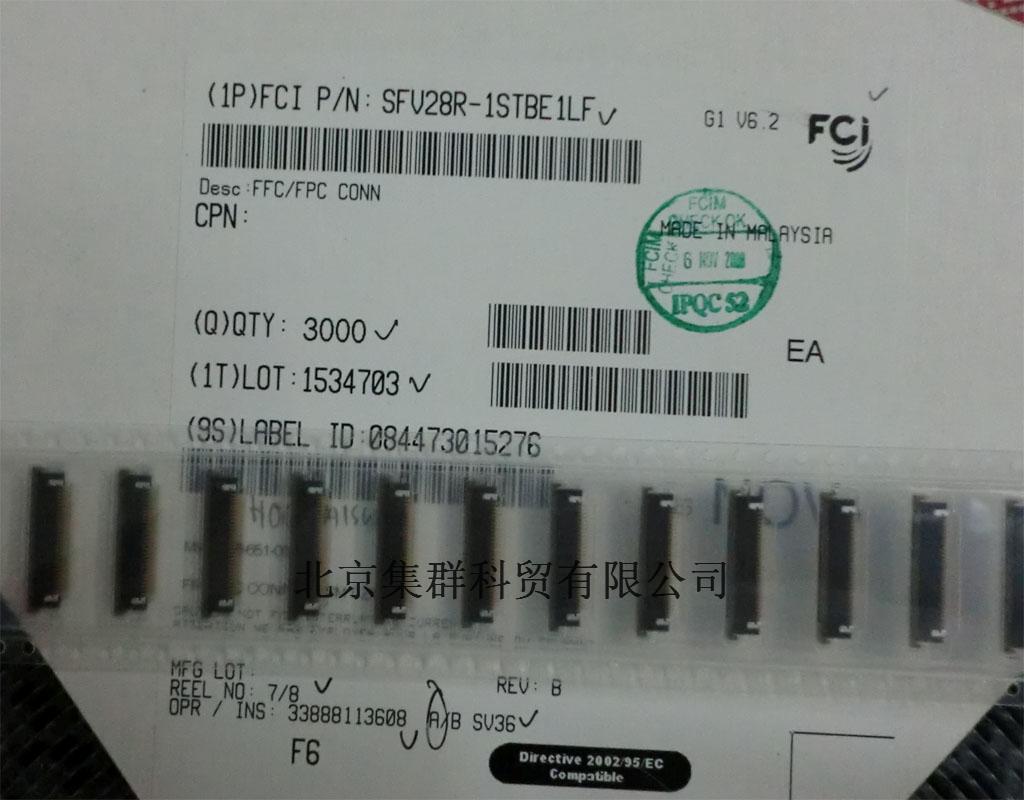 (1P)FCI P/N: SFV28R-1STBE1LF
G1 V6.2
FCi
Desc:FFC/FPC CONN
CPN:
FCIM
CHECK OK
MADE IN MALAYSIA
FCIM
CHECK
6 NOV
IPQC 52
(Q)QTY: 3000
EA
(1T)LOT:1534703
(9S)LABEL ID:084473015276
北京集群科贸有限公司
MFG LOT:
REEL NO: 7/8
REV: B
OPR / INS: 33888113608 A/B SV36
F6
Directive 2002/95/EC
Compatible